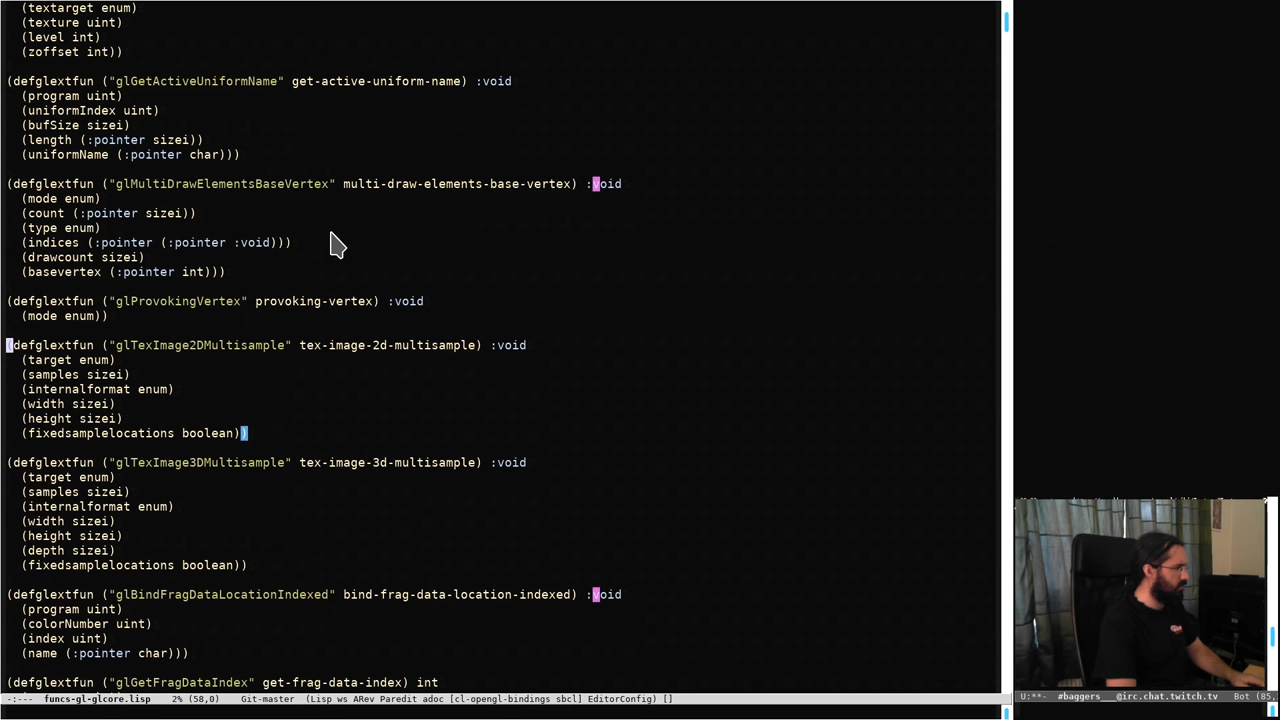 (textarget enum)
(texture uint)
(level int)
(zoffset int))
(defglextfun ("glGetActiveUniformName" get-active-uniform-name) :void
(program uint)
(uniformIndex uint)
(bufSize sizei)
(length (:pointer sizei))
(uniformName (:pointer char)))
(defglextfun ("glMultiDrawElementsBaseVertex" multi-draw-elements-base-vertex) :void
(mode enum)
(count (:pointer sizei))
(type enum)
(indices (:pointer (:pointer :void)))
(drawcount sizei)
(basevertex (:pointer int)))
(defglextfun ("glProvokingVertex" provoking-vertex) :void
(mode enum))
(defglextfun ("glTexImage2DMultisample" tex-image-2d-multisample) :void
(target enum)
(samples sizei)
(internalformat enum)
(width sizei)
(height sizei)
(fixedsamplelocations boolean))
(defglextfun ("glTexImage3DMultisample" tex-image-3d-multisample) :void
(target enum)
(samples sizei)
(internalformat enum)
(width sizei)
(height sizei)
(depth sizei)
(fixedsamplelocations boolean))
(defglextfun ("glBindFragDataLocationIndexed" bind-frag-data-location-indexed) :void
(program uint)
(colorNumber uint)
(index uint)
(name (:pointer char)))
(defglextfun ("glGetFragDataIndex" get-frag-data-index) int
-:--- funcs-gl-glcore.lisp 2% (58,0) Git-master (Lisp ws ARev Paredit adoc [cl-opengl-bindings sbcl] EditorConfig) []
U:**- #baggers__ @irc.chat.twitch.tv Bot (85,